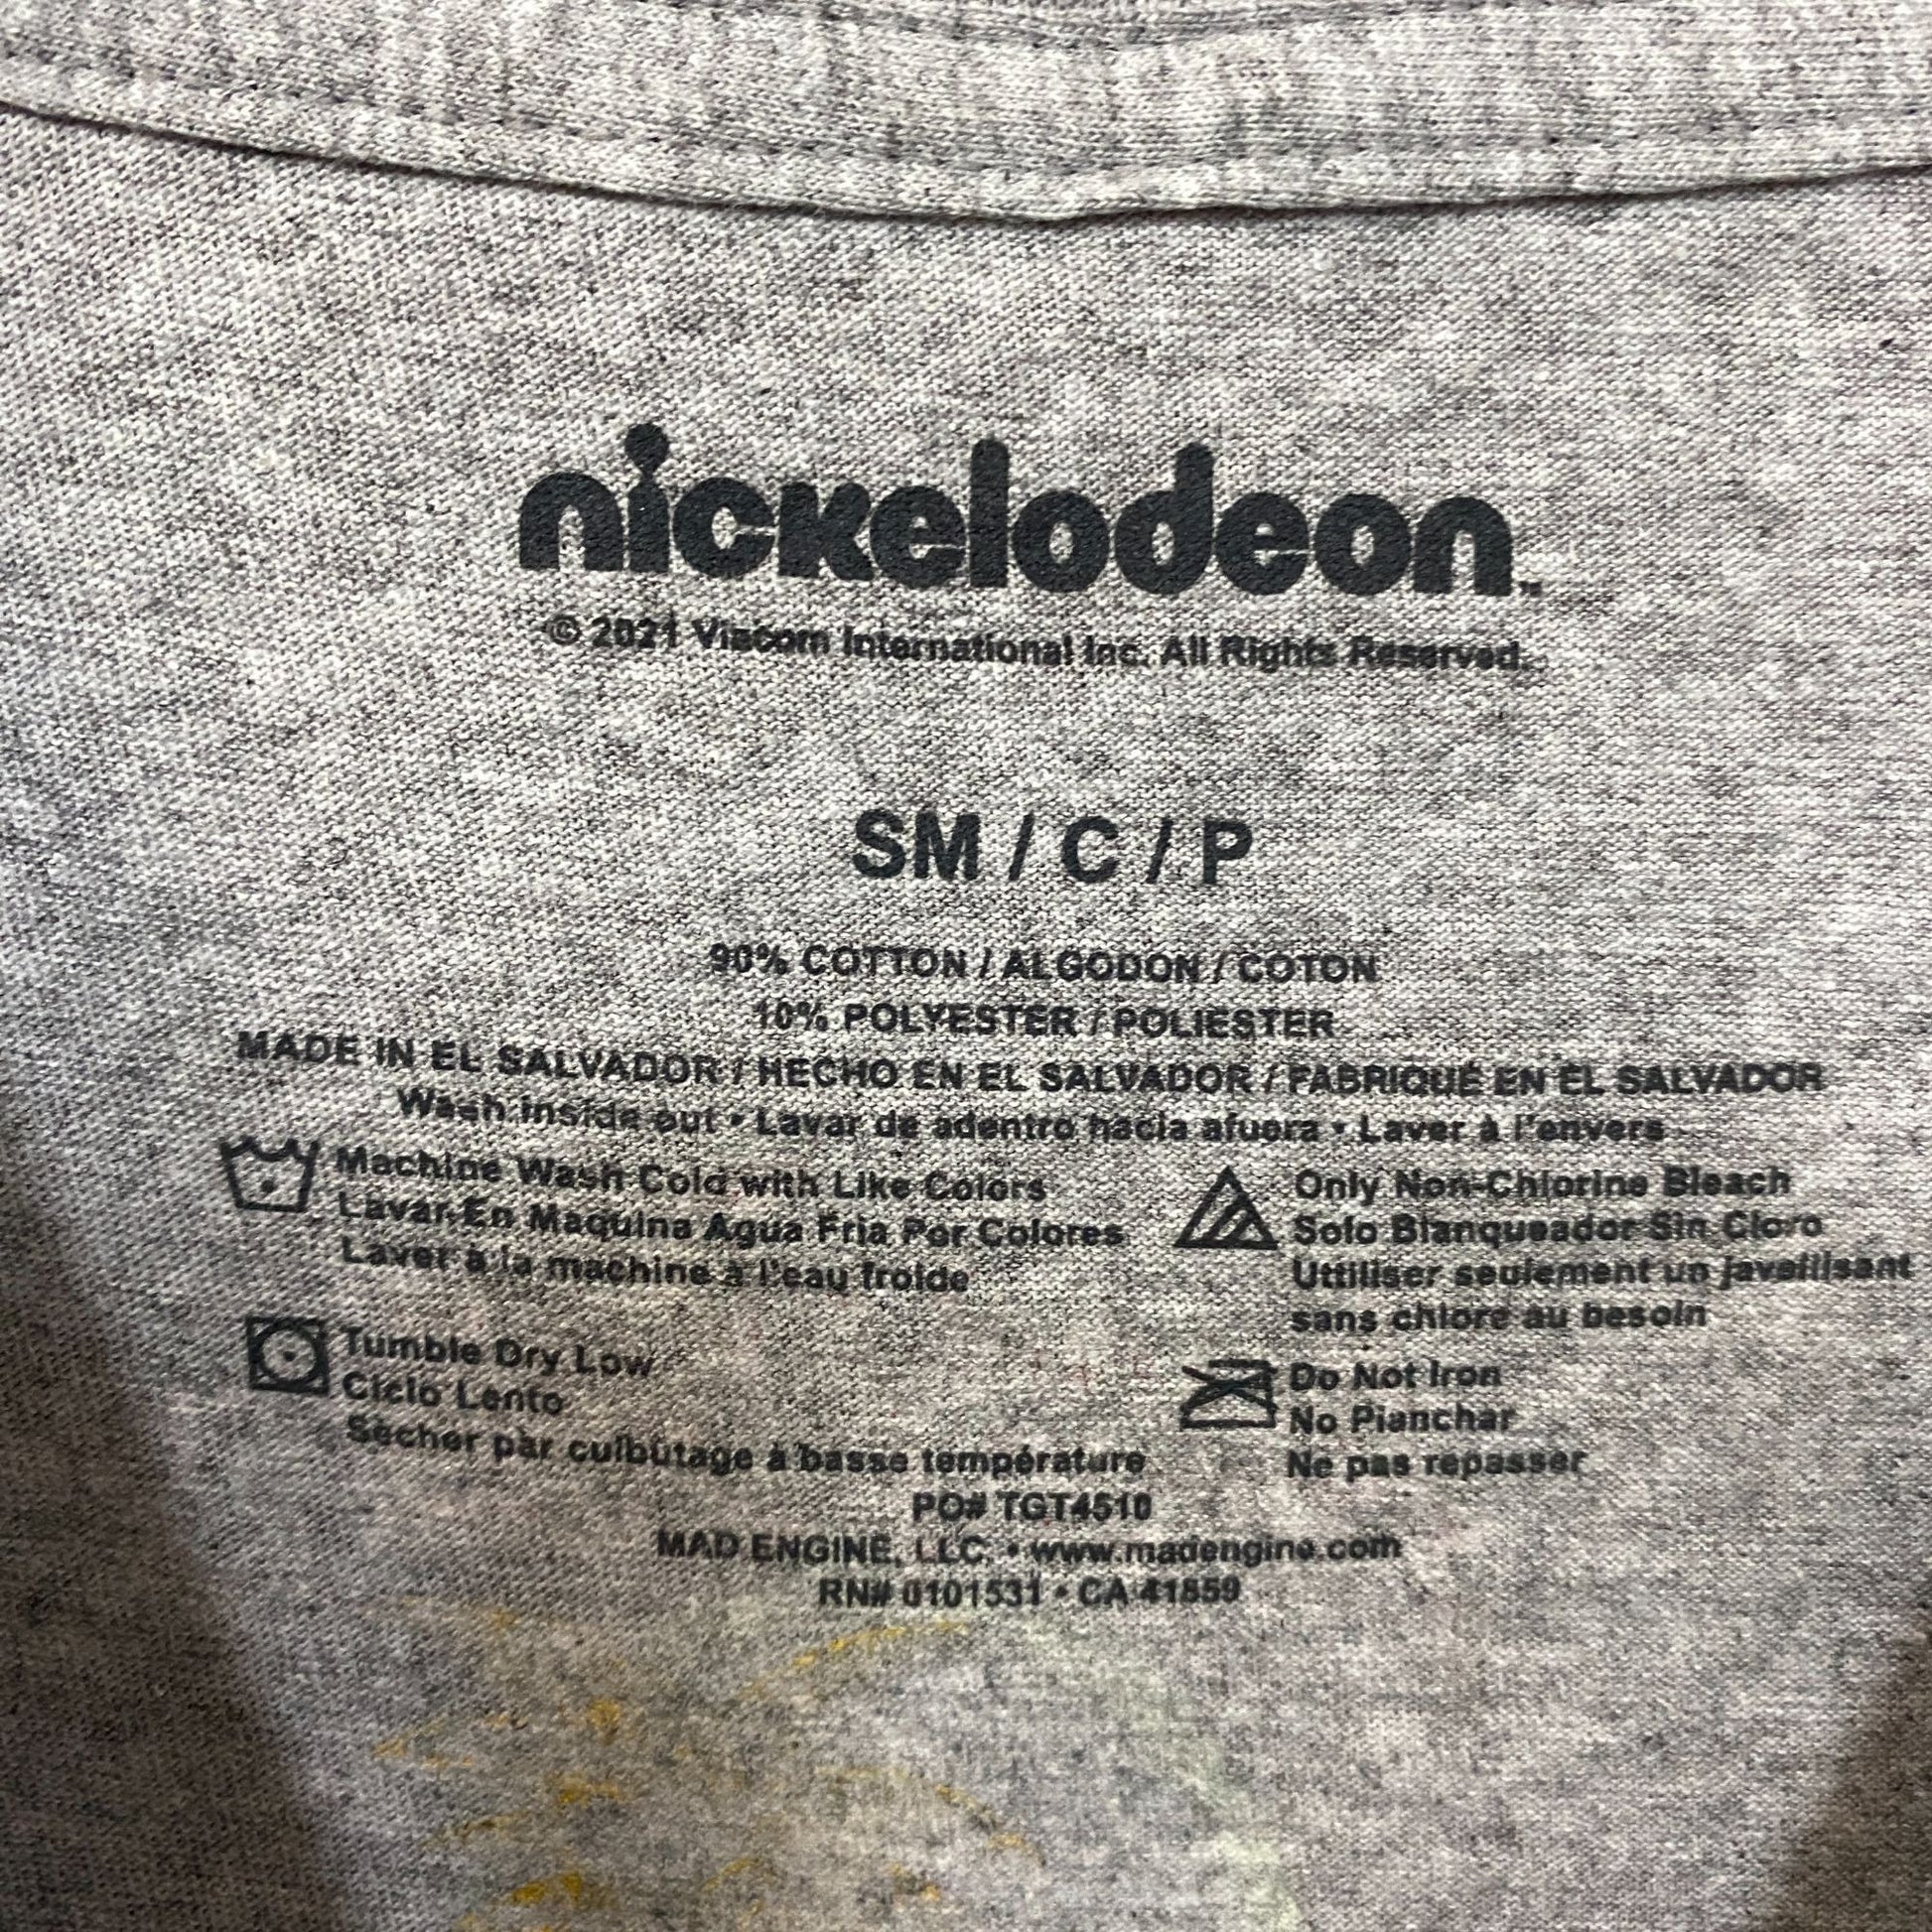 nickelodeon™
© 2021 Viacom International Inc. All Rights Reserved.
SM / C / P
90% COTTON / ALGODON / COTON
10% POLYESTER / POLIESTER
MADE IN EL SALVADOR / HECHO EN EL SALVADOR / FABRIQUÉ EN EL SALVADOR
Wash inside out • Lavar de adentro hacia afuera • Laver à l'envers
Machine Wash Cold with Like Colors
Lavar En Maquina Agua Fria Por Colores
Laver à la machine à l'eau froide
Only Non-Chlorine Bleach
Solo Blanqueador Sin Cloro
Uttiliser seulement un javellisant
sans chlore au besoin
Tumble Dry Low
Ciclo Lento
Sècher pàr culbùtage à basse température
Do Not Iron
No Planchar
Ne pas repasser
PO# TGT4510
MAD ENGINE, LLC. • www.madengine.com
RN# 0101531 • CA 41859